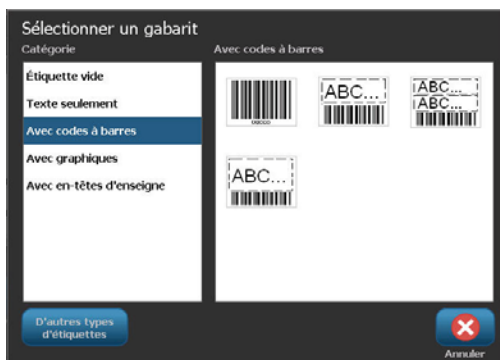 Sélectionner un gabarit
Catégorie
Avec codes à barres
Étiquette vide
Texte seulement
Avec codes à barres
Avec graphiques
Avec en-têtes d'enseigne
ABC...
ABC...
ABC...
ABC...
D'autres types
d'étiquettes
Annuler